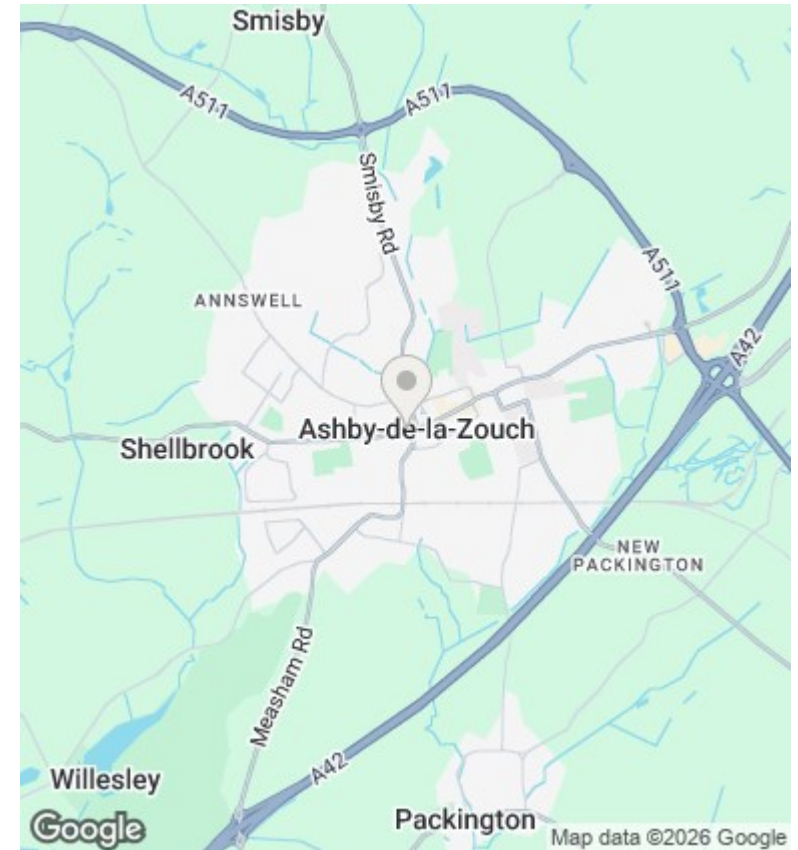 Smisby
A511
A511
Smisby Rd
A511
ANNSWELL
A42
Ashby-de-la-Zouch
Shellbrook
NEW
PACKINGTON
Measham Rd
A42
Willesley
Packington
Google
Map data ©2026 Google